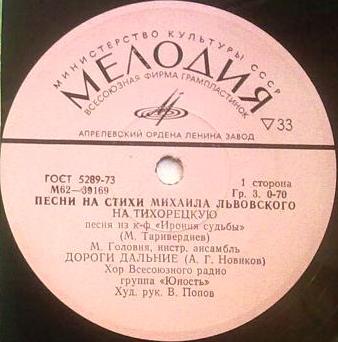 МИНИСТЕРСТВО КУЛЬТУРЫ СССР
МЕЛОДИЯ
ВСЕСОЮЗНАЯ ФИРМА ГРАМПЛАСТИНОК
▽33
АПРЕЛЕВСКИЙ ОРДЕНА ЛЕНИНА ЗАВОД
ГОСТ 5289-73
М62—39169
1 сторона
Гр. 3. 0-70
ПЕСНИ НА СТИХИ МИХАИЛА ЛЬВОВСКОГО
НА ТИХОРЕЦКУЮ
песня из к-ф «Ирония судьбы»
(М. Таривердиев)
М. Головня, инстр. ансамбль
ДОРОГИ ДАЛЬНИЕ (А. Г. Новиков)
Хор Всесоюзного радио
группа «Юность»
Худ. рук. В. Попов